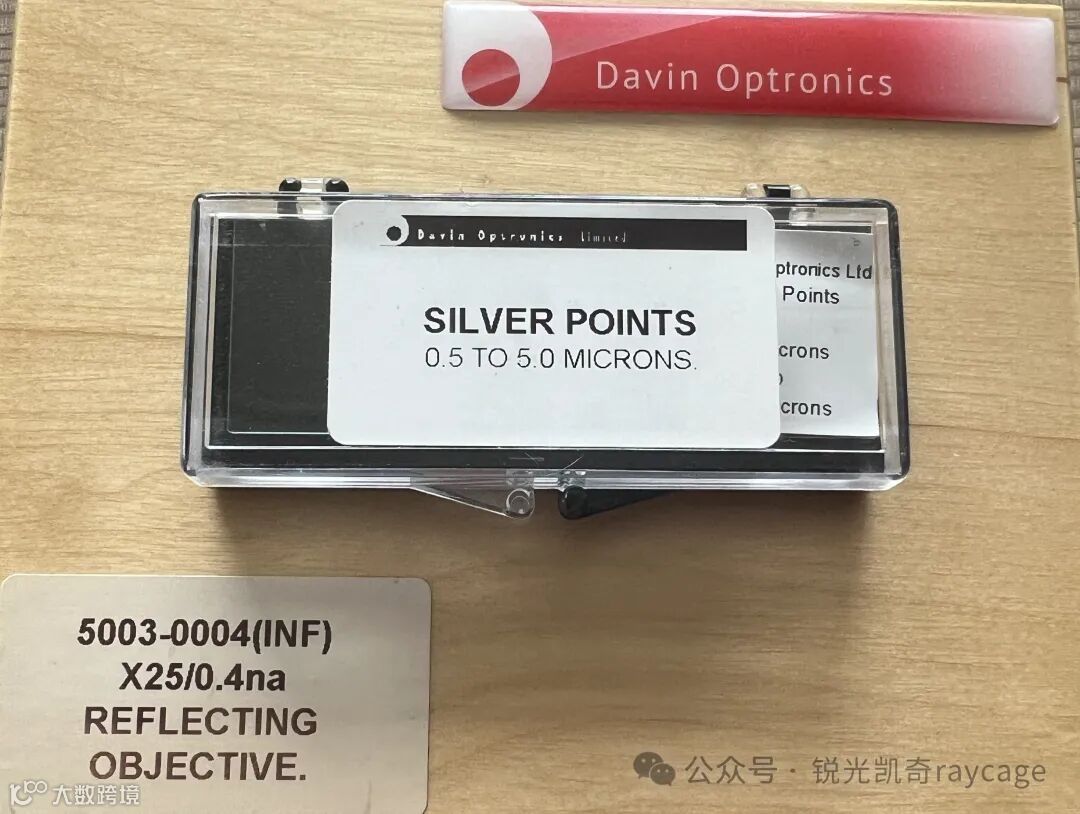 Davin Optronics
Davin Optronics Limited
SILVER POINTS
0.5 TO 5.0 MICRONS.
ptronics Ltd
Points
crons
crons
5003-0004(INF)
X25/0.4na
REFLECTING
OBJECTIVE.
公众号 · 锐光凯奇raycage
大数跨境